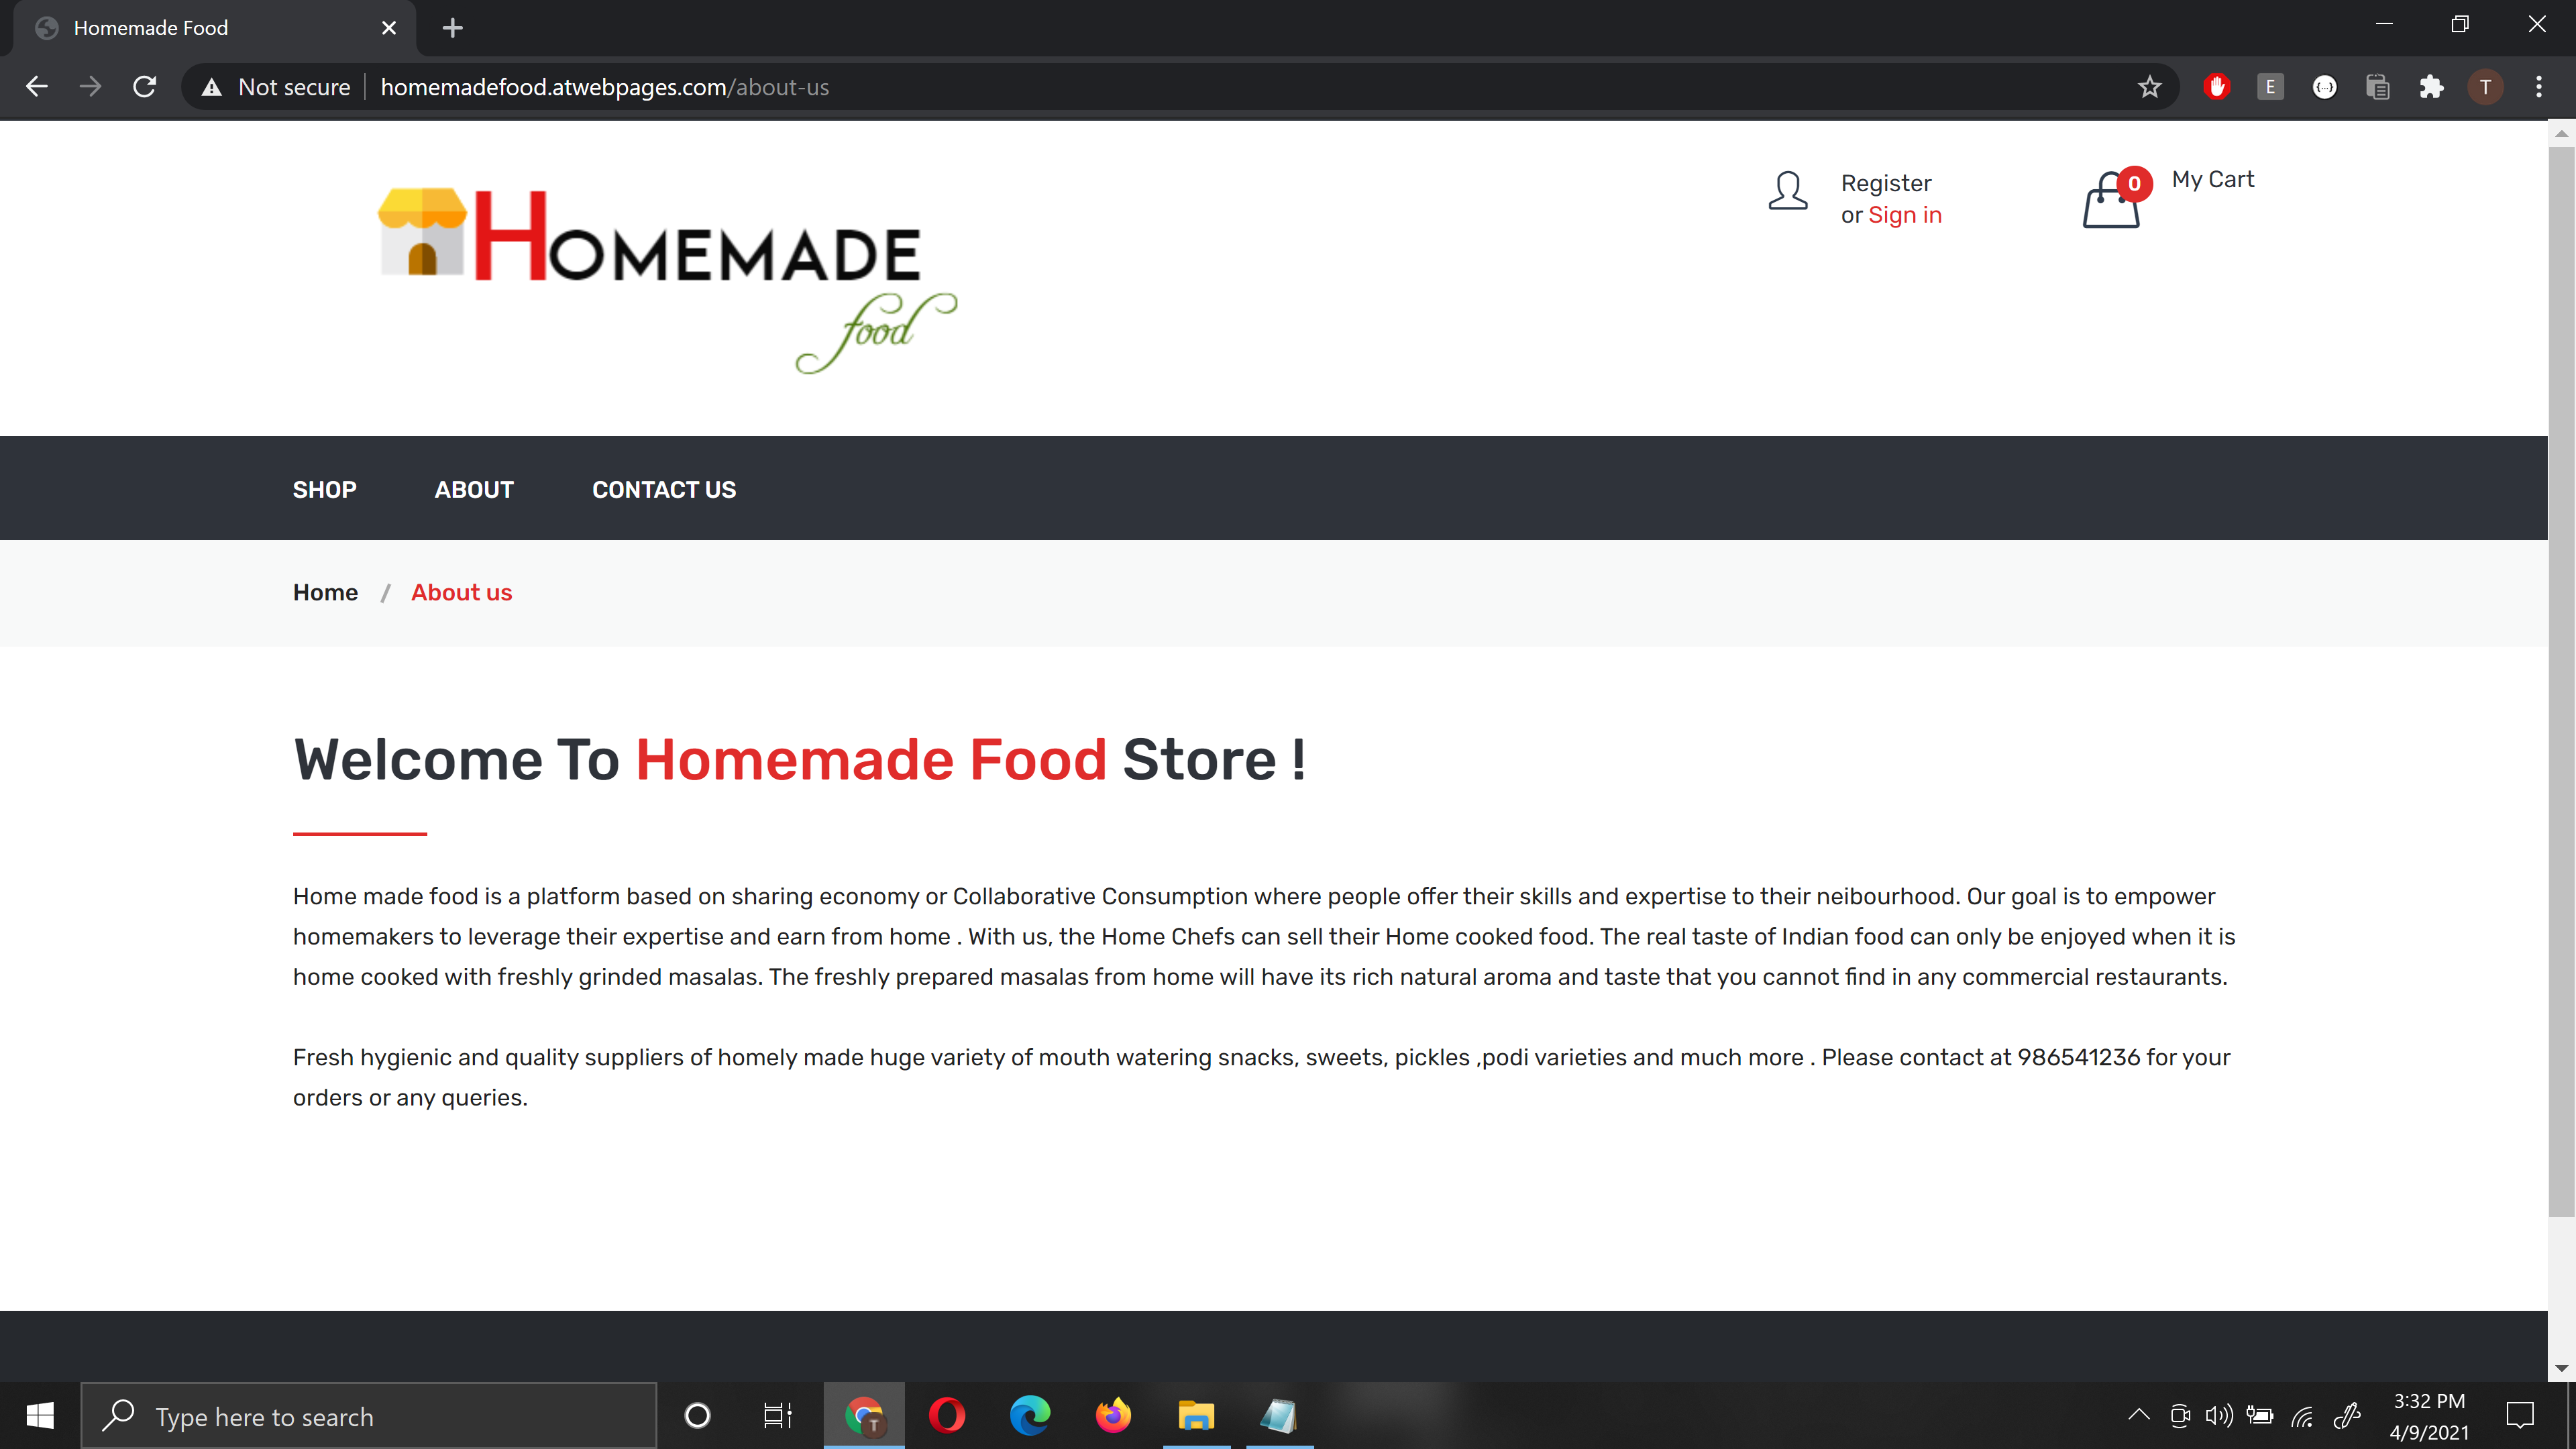 Homemade Food
Not secure homemadefood.atwebpages.com/about-us
E
{...}
T
HOMEMADE
food
Register
or Sign in
0
My Cart
SHOP ABOUT CONTACT US
Home / About us
Welcome To Homemade Food Store !
Home made food is a platform based on sharing economy or Collaborative Consumption where people offer their skills and expertise to their neibourhood. Our goal is to empower
homemakers to leverage their expertise and earn from home . With us, the Home Chefs can sell their Home cooked food. The real taste of Indian food can only be enjoyed when it is
home cooked with freshly grinded masalas. The freshly prepared masalas from home will have its rich natural aroma and taste that you cannot find in any commercial restaurants.
Fresh hygienic and quality suppliers of homely made huge variety of mouth watering snacks, sweets, pickles ,podi varieties and much more . Please contact at 986541236 for your
orders or any queries.
Type here to search
T
3:32 PM
4/9/2021